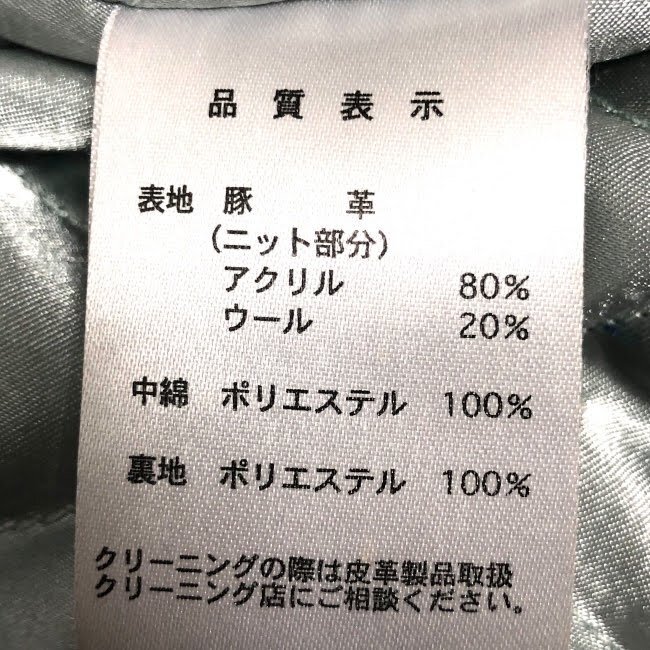 品質表示
表地 豚 革
(ニット部分)
アクリル 80%
ウール 20%
中綿 ポリエステル 100%
裏地 ポリエステル 100%
クリーニングの際は皮革製品取扱
クリーニング店にご相談ください。